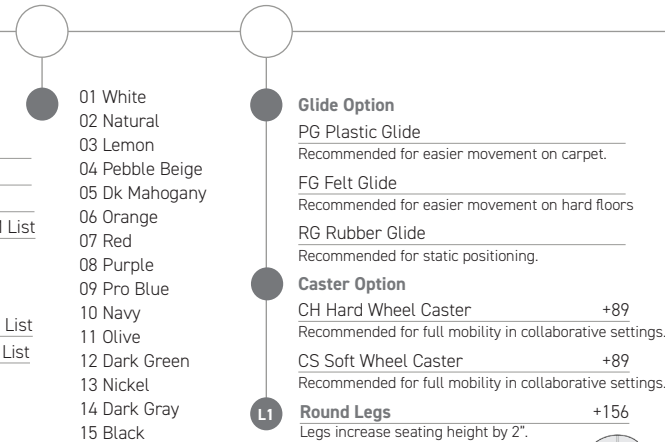 l List
List
List
01 White
02 Natural
03 Lemon
04 Pebble Beige
05 Dk Mahogany
06 Orange
07 Red
08 Purple
09 Pro Blue
10 Navy
11 Olive
12 Dark Green
13 Nickel
14 Dark Gray
15 Black
Glide Option
PG Plastic Glide
Recommended for easier movement on carpet.
FG Felt Glide
Recommended for easier movement on hard floors
RG Rubber Glide
Recommended for static positioning.
Caster Option
CH Hard Wheel Caster +89
Recommended for full mobility in collaborative settings.
CS Soft Wheel Caster +89
Recommended for full mobility in collaborative settings.
L1 Round Legs +156
Legs increase seating height by 2".